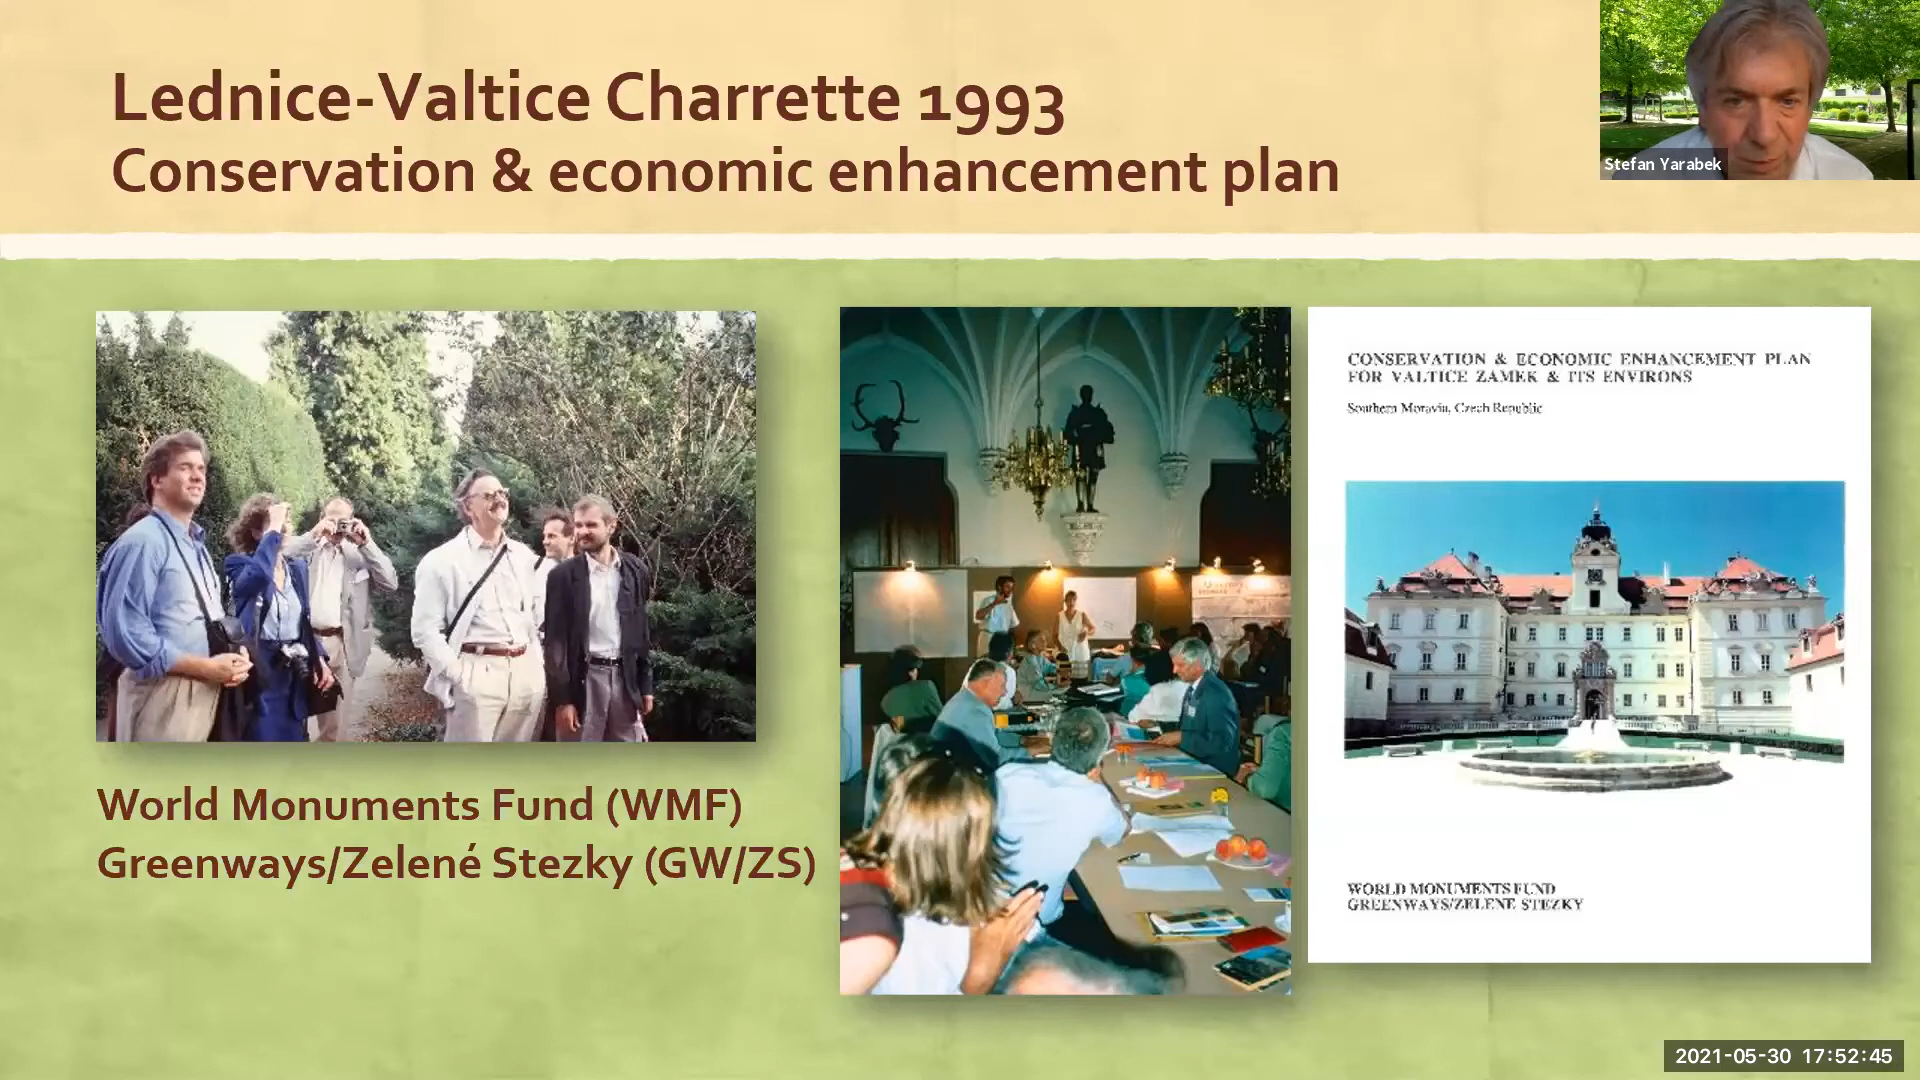 Lednice-Valtice Charrette 1993
Conservation & economic enhancement plan
Stefan Yarabek
CONSERVATION & ECONOMIC ENHANCEMENT PLAN
FOR VALTICE ZAMEK & ITS ENVIRONS
Southern Moravia, Czech Republic
World Monuments Fund (WMF)
Greenways/Zelené Stezky (GW/ZS)
WORLD MONUMENTS FUND
GREENWAYS/ZELENE STEZKY
2021-05-30 17:52:45